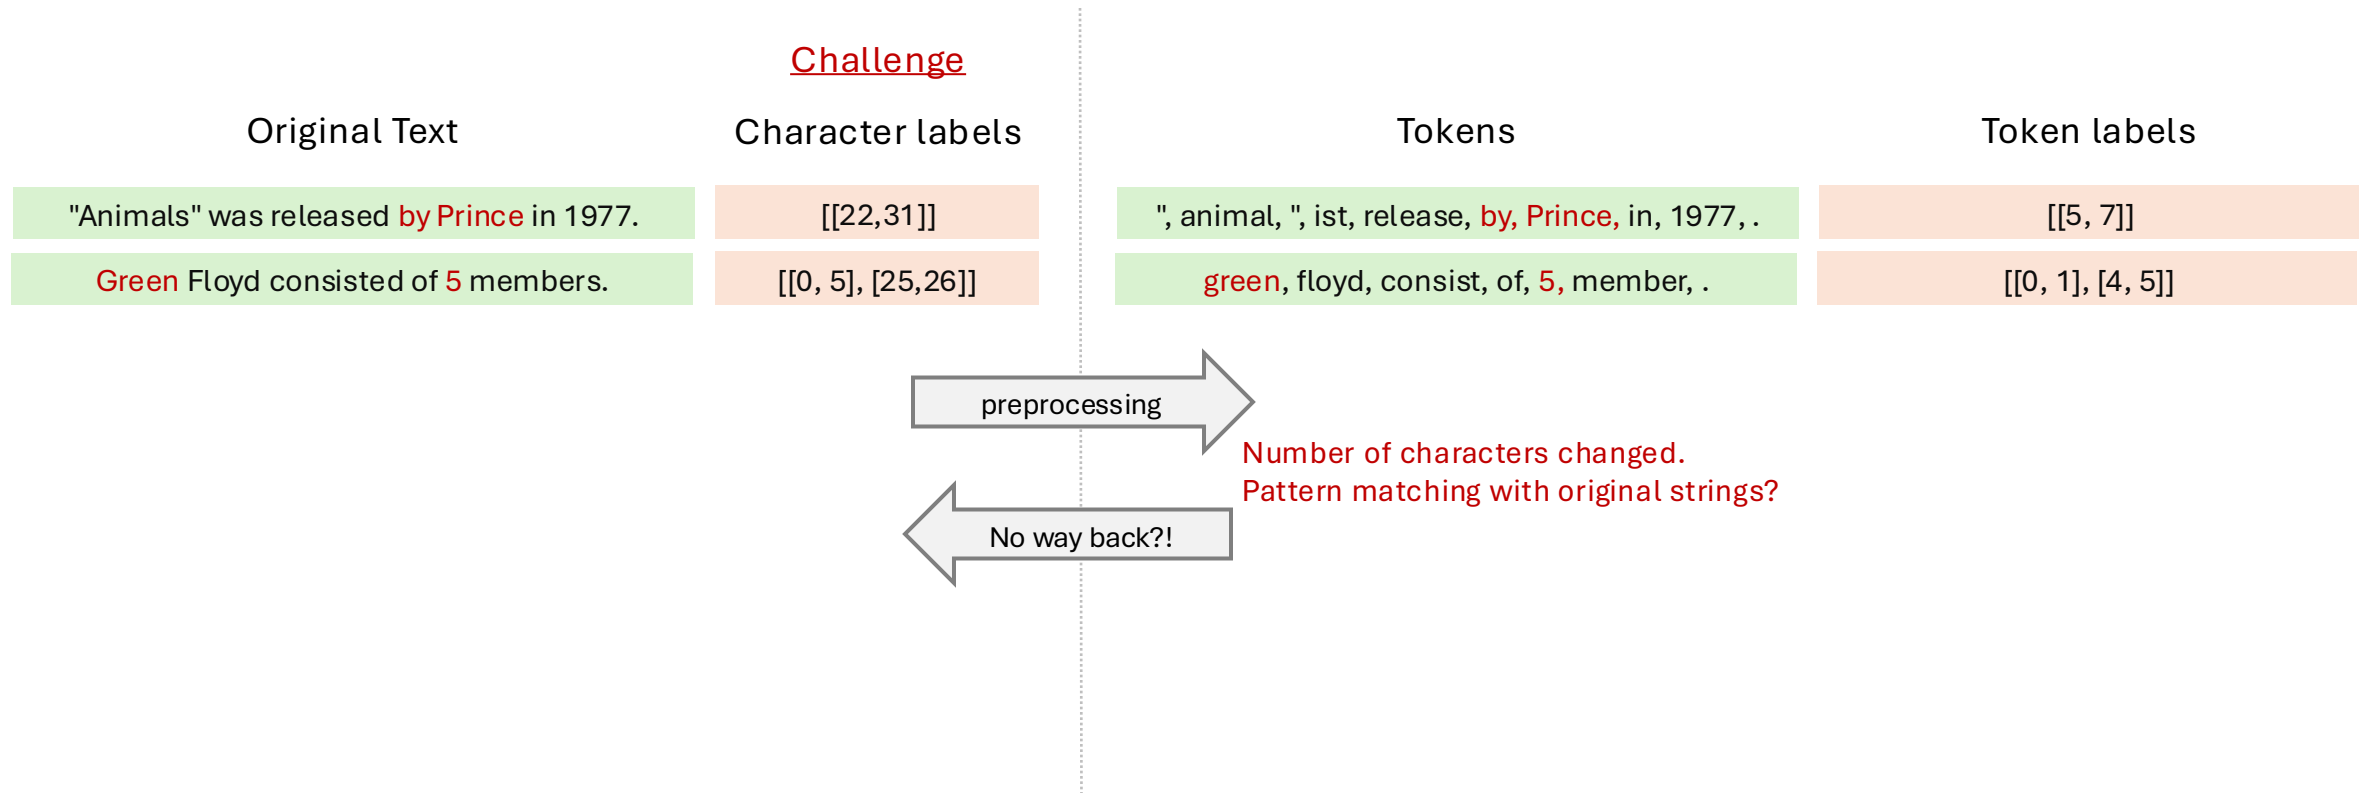 Challenge
Original Text
Character labels
Tokens
Token labels
"Animals" was released by Prince in 1977.
[[22,31]]
", animal, ", ist, release, by, Prince, in, 1977, .
[[5, 7]]
Green Floyd consisted of 5 members.
[[0, 5], [25,26]]
green, floyd, consist, of, 5, member, .
[[0, 1], [4, 5]]
preprocessing
Number of characters changed.
Pattern matching with original strings?
No way back?!